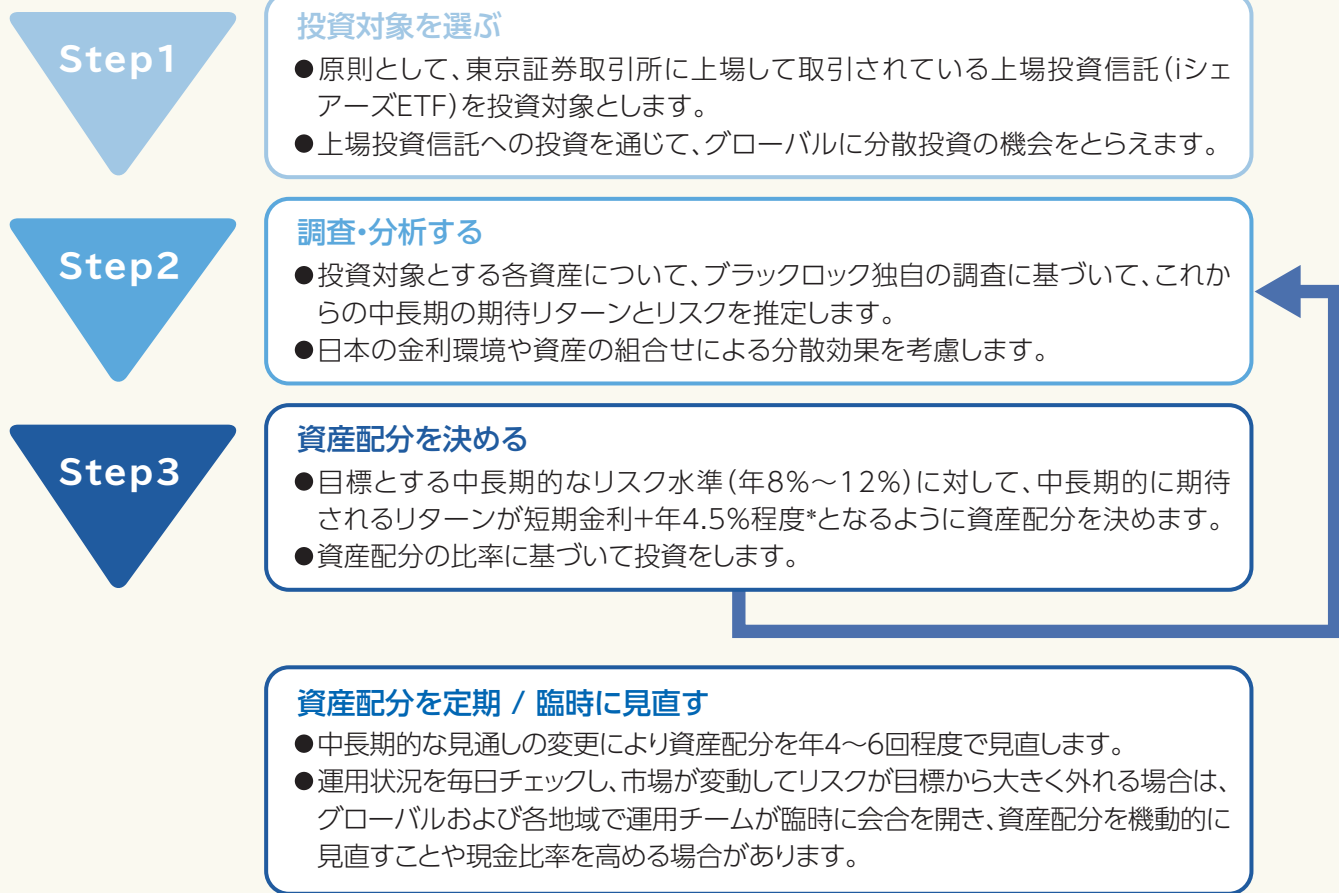 Step1
投資対象を選ぶ
●原則として、東京証券取引所に上場して取引されている上場投資信託(iシェ
アーズETF)を投資対象とします。
●上場投資信託への投資を通じて、グローバルに分散投資の機会をとらえます。
Step2
調査・分析する
●投資対象とする各資産について、ブラックロック独自の調査に基づいて、これか
らの中長期の期待リターンとリスクを推定します。
●日本の金利環境や資産の組合せによる分散効果を考慮します。
Step3
資産配分を決める
●目標とする中長期的なリスク水準(年8%～12%)に対して、中長期的に期待
されるリターンが短期金利+年4.5%程度*となるように資産配分を決めます。
●資産配分の比率に基づいて投資をします。
資産配分を定期 / 臨時に見直す
●中長期的な見通しの変更により資産配分を年4～6回程度で見直します。
●運用状況を毎日チェックし、市場が変動してリスクが目標から大きく外れる場合は、
グローバルおよび各地域で運用チームが臨時に会合を開き、資産配分を機動的に
見直すことや現金比率を高める場合があります。